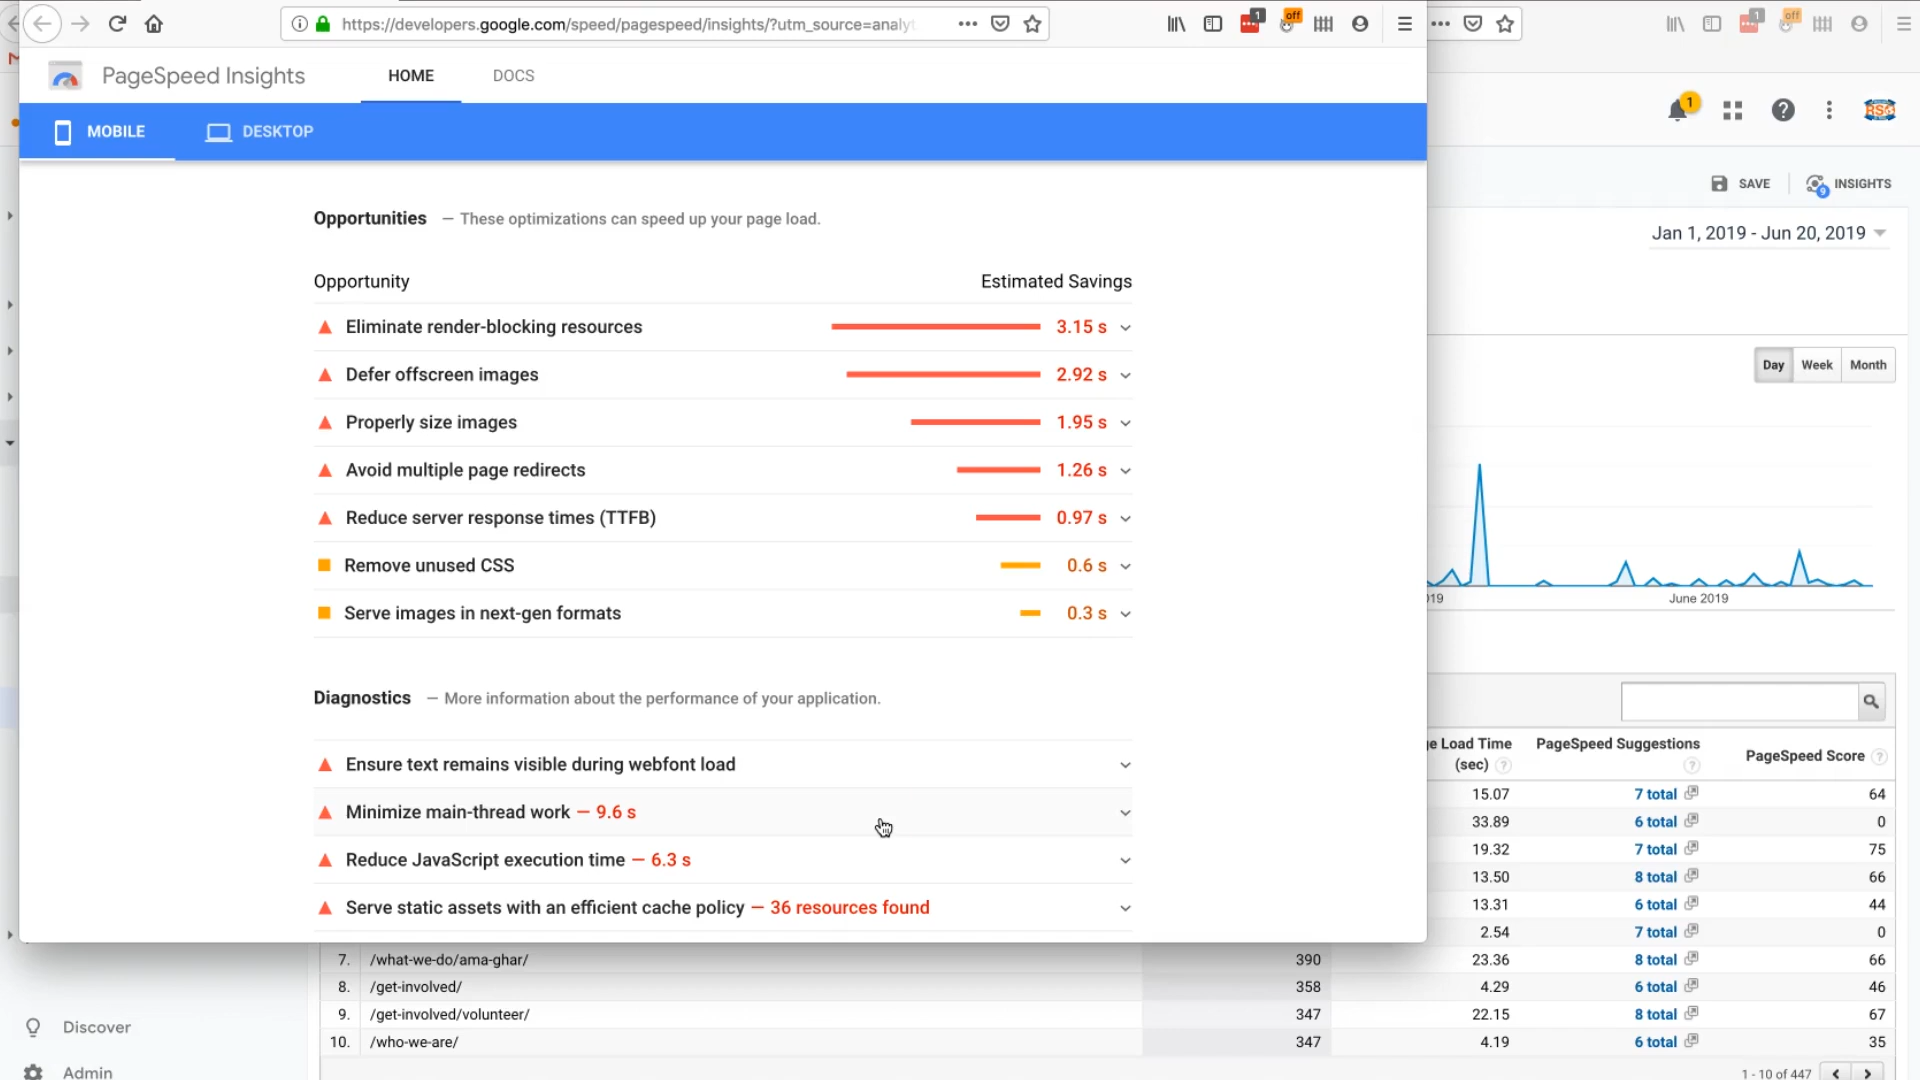 https://developers.google.com/speed/pagespeed/insights/?utm_source=analyt
1
off
1
off
PageSpeed Insights
HOME
DOCS
1
RSO
MOBILE
DESKTOP
SAVE
9
INSIGHTS
Opportunities — These optimizations can speed up your page load.
Jan 1, 2019 - Jun 20, 2019
Opportunity
Estimated Savings
Eliminate render-blocking resources 3.15 s
Defer offscreen images 2.92 s
Day Week Month
Properly size images 1.95 s
Avoid multiple page redirects 1.26 s
Reduce server response times (TTFB) 0.97 s
Remove unused CSS 0.6 s
Serve images in next-gen formats 0.3 s
019
June 2019
Diagnostics — More information about the performance of your application.
Ensure text remains visible during webfont load
Minimize main-thread work — 9.6 s
Reduce JavaScript execution time — 6.3 s
Serve static assets with an efficient cache policy — 36 resources found
e Load Time (sec)
PageSpeed Suggestions
PageSpeed Score
15.07 7 total 64
33.89 6 total 0
19.32 7 total 75
13.50 8 total 66
13.31 6 total 44
2.54 7 total 0
7. /what-we-do/ama-ghar/ 390 23.36 8 total 66
8. /get-involved/ 358 4.29 6 total 46
9. /get-involved/volunteer/ 347 22.15 8 total 67
10. /who-we-are/ 347 4.19 6 total 35
Discover
Admin
1 - 10 of 447